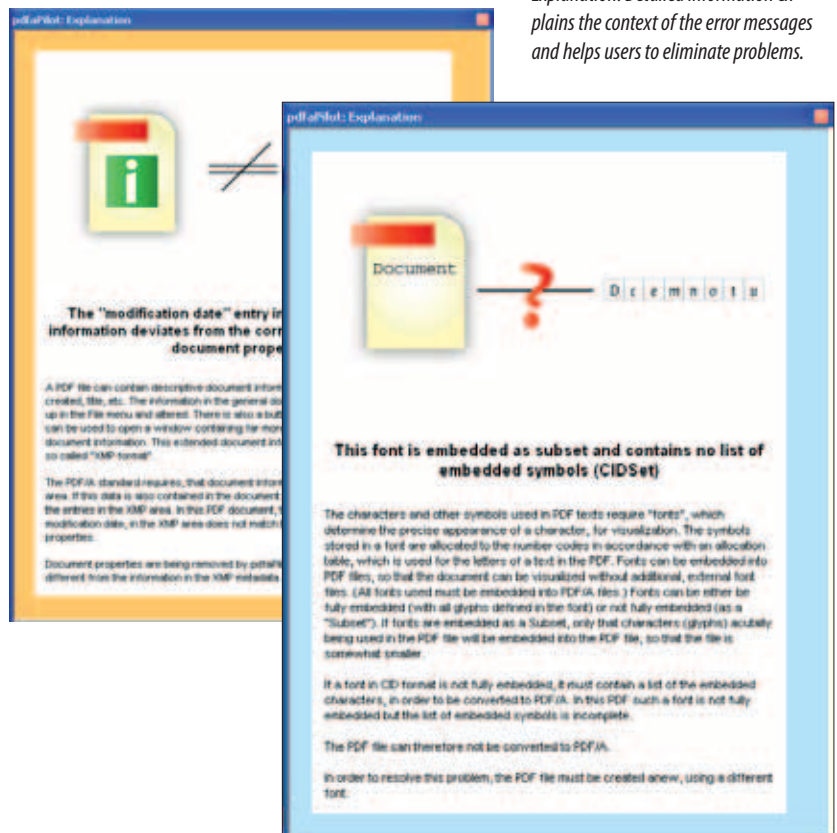 Explanation: Detailed information ex-
plains the context of the error messages
and helps users to eliminate problems.
pdfaPilot: Explanation
i
The "modification date" entry in
information deviates from the corr
document prope
A PDF file can contain descriptive document inform
created, title, etc. The information in the general do
up in the File menu and altered. There is also a but
can be used to open a window containing far more
document information. This extended document inf
so called "XMP format".
The PDF/A standard requires, that document inform
area. If this data is also contained in the document
the entries in the XMP area. In this PDF document, t
modification date, in the XMP area does not match
properties.
Document properties are being removed by pdfaPil
different from the information in the XMP metadata.
pdfaPilot: Explanation
Document
?
D c e m n o t u
This font is embedded as subset and contains no list of
embedded symbols (CIDSet)
The characters and other symbols used in PDF texts require "fonts", which
determine the precise appearance of a character, for visualization. The symbols
stored in a font are allocated to the number codes in accordance with an allocation
table, which is used for the letters of a text in the PDF. Fonts can be embedded into
PDF files, so that the document can be visualized without additional, external font
files. (All fonts used must be embedded into PDF/A files.) Fonts can be either be
fully embedded (with all glyphs defined in the font) or not fully embedded (as a
"Subset"). If fonts are embedded as a Subset, only that characters (glyphs) acutally
being used in the PDF file will be embedded into the PDF file, so that the file is
somewhat smaller.
If a font in CID format is not fully embedded, it must contain a list of the embedded
characters, in order to be converted to PDF/A. In this PDF such a font is not fully
embedded but the list of embedded symbols is incomplete.
The PDF file can therefore not be converted to PDF/A.
In order to resolve this problem, the PDF file must be created anew, using a different
font.